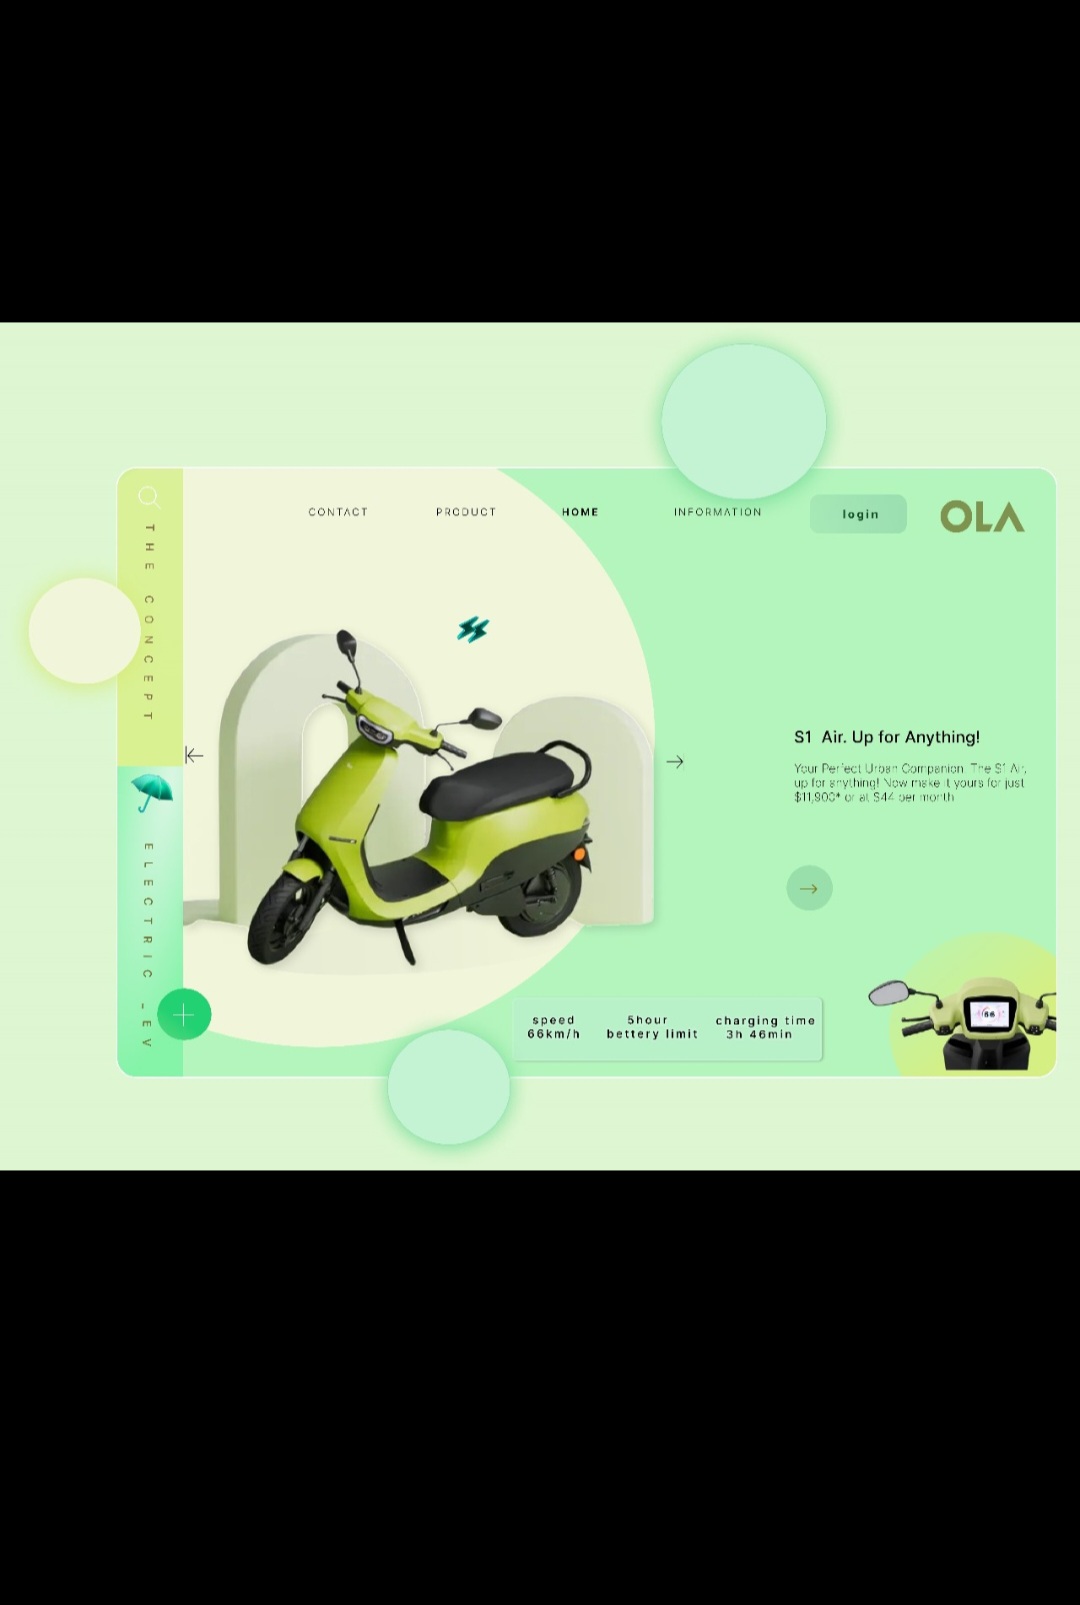 CONTACT PRODUCT HOME INFORMATION login OLA
THE CONCEPT
ELECTRIC -EV
S1 Air. Up for Anything!
Your Perfect Urban Companion. The S1 Air,
up for anything! Now make it yours for just
$11,900* or at $44 per month
speed 5hour charging time
66km/h bettery limit 3h 46min